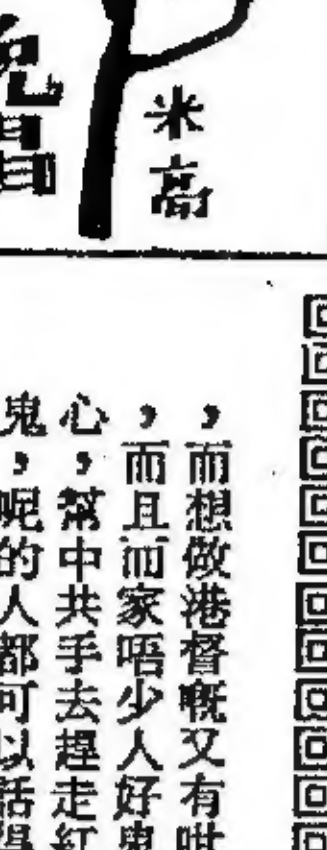 米高
，而想做港督嘅又有咁
，而且而家唔少人好鬼
心，幫中共手去趕走紅
鬼，呢的人都可以話得